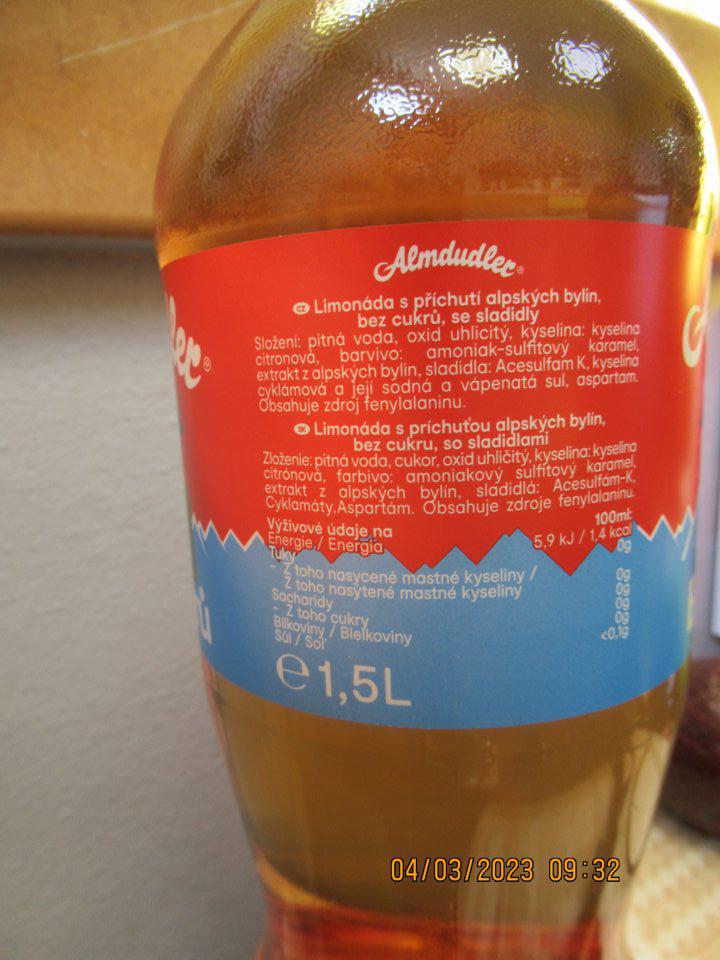 Almdudler®
CZ Limonáda s příchutí alpských bylin,
bez cukrů, se sladidly
Složení: pitná voda, oxid uhlicitý, kyselina: kyselina
citronová, barvivo: amoniak-sulfitový karamel,
extrakt z alpských bylin, sladidla: Acesulfam K, kyselina
cyklámová a její sodná a vápenatá sul, aspartam.
Obsahuje zdroj fenylalaninu.
SK Limonáda s príchuťou alpských bylín,
bez cukru, so sladidlami
Zloženie: pitná voda, cukor, oxid uhličitý, kyselina: kyselina
citrónová, farbivo: amoniakový sulfitový karamel,
extrakt z alpských bylín, sladidlá: Acesulfám-K,
Cyklamáty,Aspartám. Obsahuje zdroje fenylalanínu.
Výživové údaje na 100ml:
Energie / Energia 5,9 kJ / 1,4 kcal
Tuky 0g
- Z toho nasycené mastné kyseliny /
Z toho nasýtené mastné kyseliny 0g
Sacharidy 0g
- Z toho cukry 0g
Bílkoviny / Bielkoviny 0g
Sůl / Soľ <0,1g
℮1,5L
04/03/2023 09:32